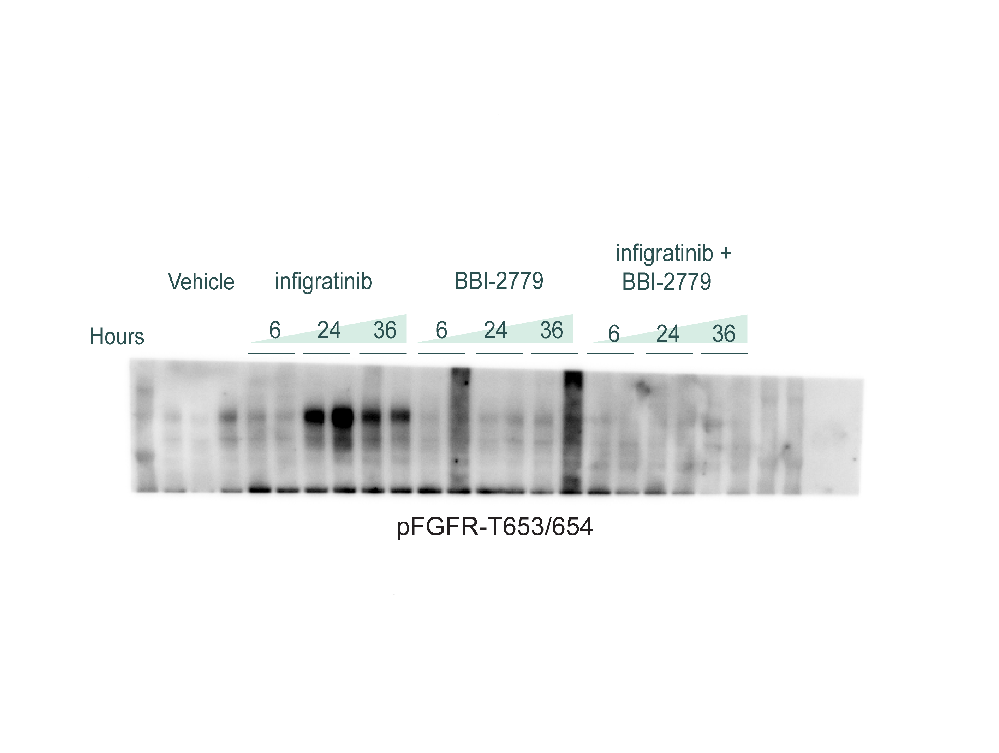 infigratinib +
Vehicle infigratinib BBI-2779 BBI-2779
Hours 6 24 36 6 24 36 6 24 36
pFGFR-T653/654